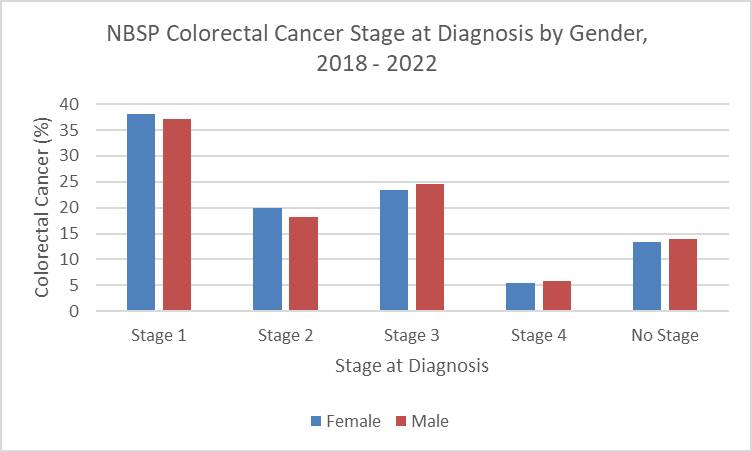 NBSP Colorectal Cancer Stage at Diagnosis by Gender,
2018 - 2022
Colorectal Cancer (%)
40
35
30
25
20
15
10
5
0
Stage 1 Stage 2 Stage 3 Stage 4 No Stage
Stage at Diagnosis
Female Male